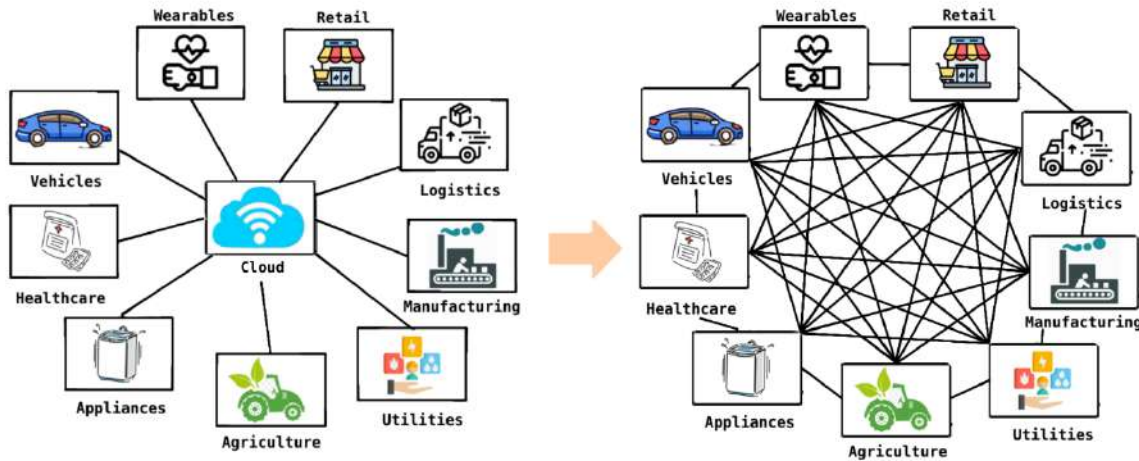 Wearables
Retail
Vehicles
Logistics
Cloud
Healthcare
Manufacturing
Appliances
Utilities
Agriculture
Wearables
Retail
Vehicles
Logistics
Healthcare
Manufacturing
Appliances
Utilities
Agriculture